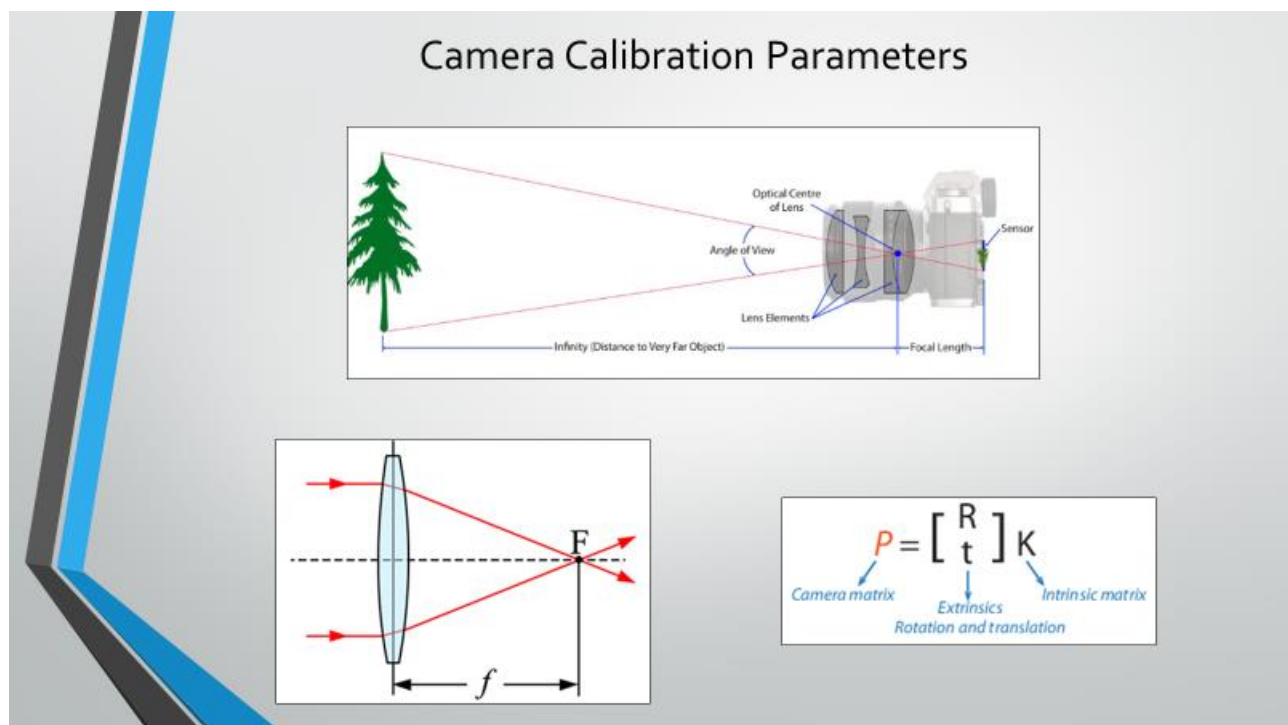 Camera Calibration Parameters
Optical Centre
of Lens
Sensor
Angle of View
Lens Elements
Infinity (Distance to Very Far Object)
Focal Length
F
f
P = [ R
t ] K
Camera matrix
Extrinsics
Rotation and translation
Intrinsic matrix